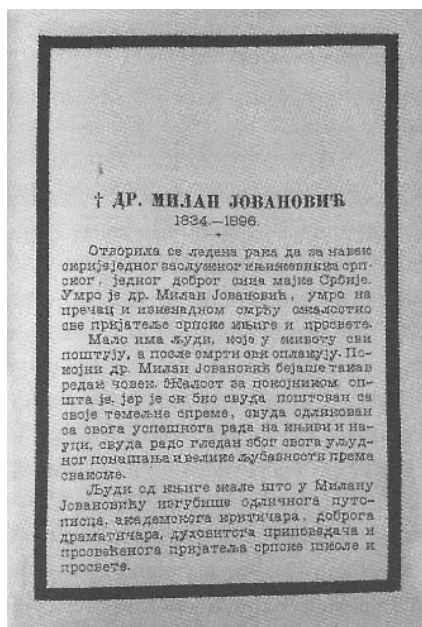 † ДР. МИЛАН ЈОВАНОВИЋ
1834.—1896.
Отворила се ледена рака да за навек
скрије једног заслужног књижевника срп-
ског, једног доброг сина мајке Србије.
Умро је др. Милан Јовановић, умро на
пречац и изненадном смрћу ожалостио
све пријатеље српске књиге и просвете.
Мало има људи, које у животу сви
поштују, а после смрти сви оплакују. По-
којни др. Милан Јовановић бејаше такав
редак човек. Жалост за покојником оп-
шта је, јер је он био свуда поштован са
своје темељне спреме, свуда одликован
са свога успешнога рада на књизи и на-
уци, свуда радо гледан због свога уљуд-
ног понашања и велике љубавности према
свакоме.
Људи од књиге жале што у Милану
Јовановићу изгубише одличнога путо-
писца, академскога критичара, доброга
драматичара, духовитога приповедача и
просвећенога пријатеља српске школе и
просвете.